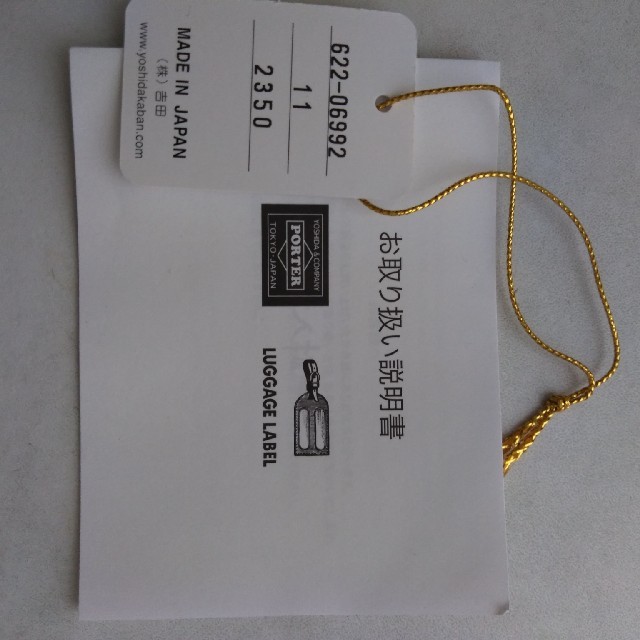 622-06992
11
2350
MADE IN JAPAN
(株) 吉田
www.yoshidakaban.com
お取り扱い説明書
YOSHIDA & COMPANY
PORTER
TOKYO JAPAN
LUGGAGE LABEL